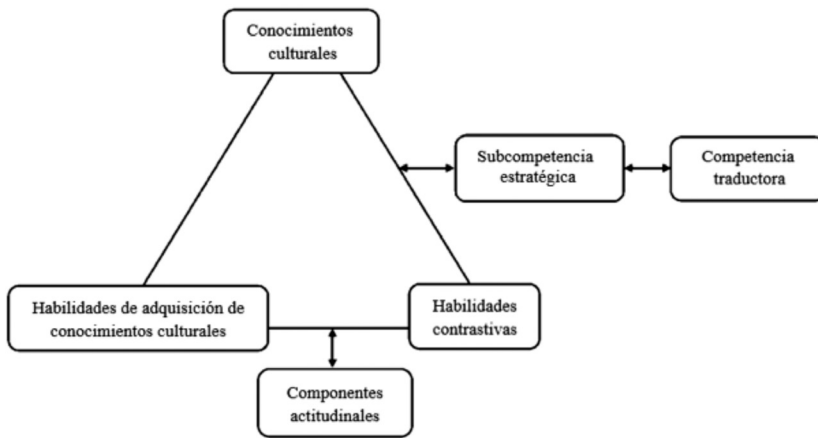 Conocimientos
culturales
Subcompetencia
estratégica
Competencia
traductora
Habilidades de adquisición de
conocimientos culturales
Habilidades
contrastivas
Componentes
actitudinales